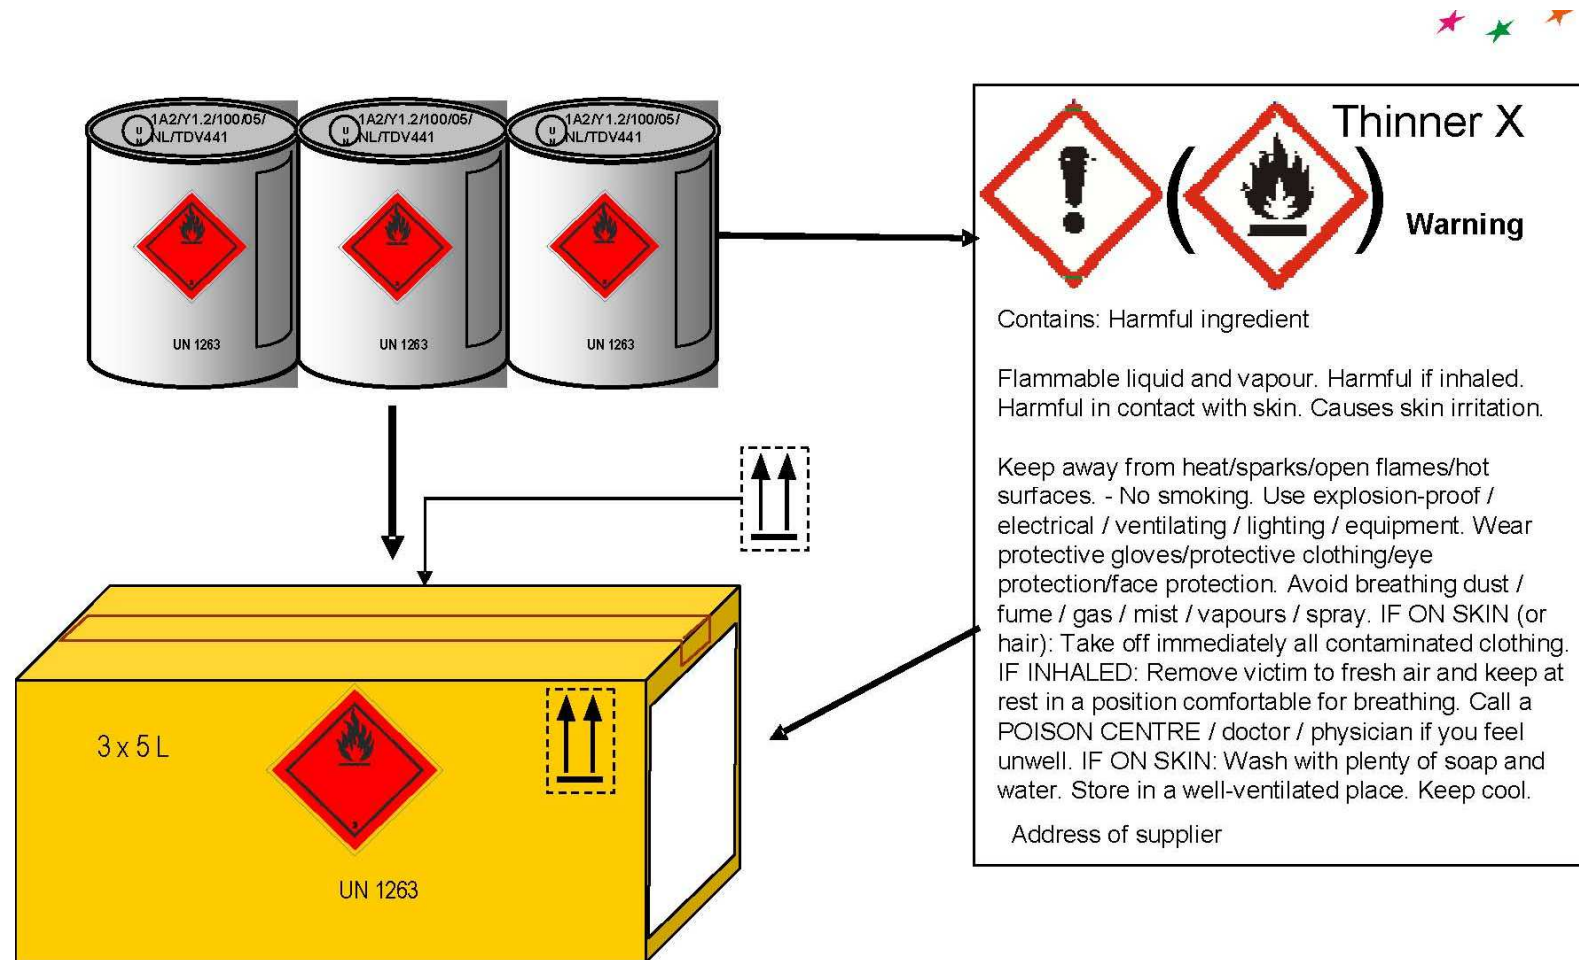 1A2/Y1.2/100/05/
NL/TDV441
1A2/Y1.2/100/05/
NL/TDV441
1A2/Y1.2/100/05/
NL/TDV441
U
N
U
N
U
N
3
3
3
UN 1263
UN 1263
UN 1263
3 x 5 L
3
UN 1263
Thinner X
( )
Warning
Contains: Harmful ingredient
Flammable liquid and vapour. Harmful if inhaled.
Harmful in contact with skin. Causes skin irritation.
Keep away from heat/sparks/open flames/hot
surfaces. - No smoking. Use explosion-proof /
electrical / ventilating / lighting / equipment. Wear
protective gloves/protective clothing/eye
protection/face protection. Avoid breathing dust /
fume / gas / mist / vapours / spray. IF ON SKIN (or
hair): Take off immediately all contaminated clothing.
IF INHALED: Remove victim to fresh air and keep at
rest in a position comfortable for breathing. Call a
POISON CENTRE / doctor / physician if you feel
unwell. IF ON SKIN: Wash with plenty of soap and
water. Store in a well-ventilated place. Keep cool.
Address of supplier